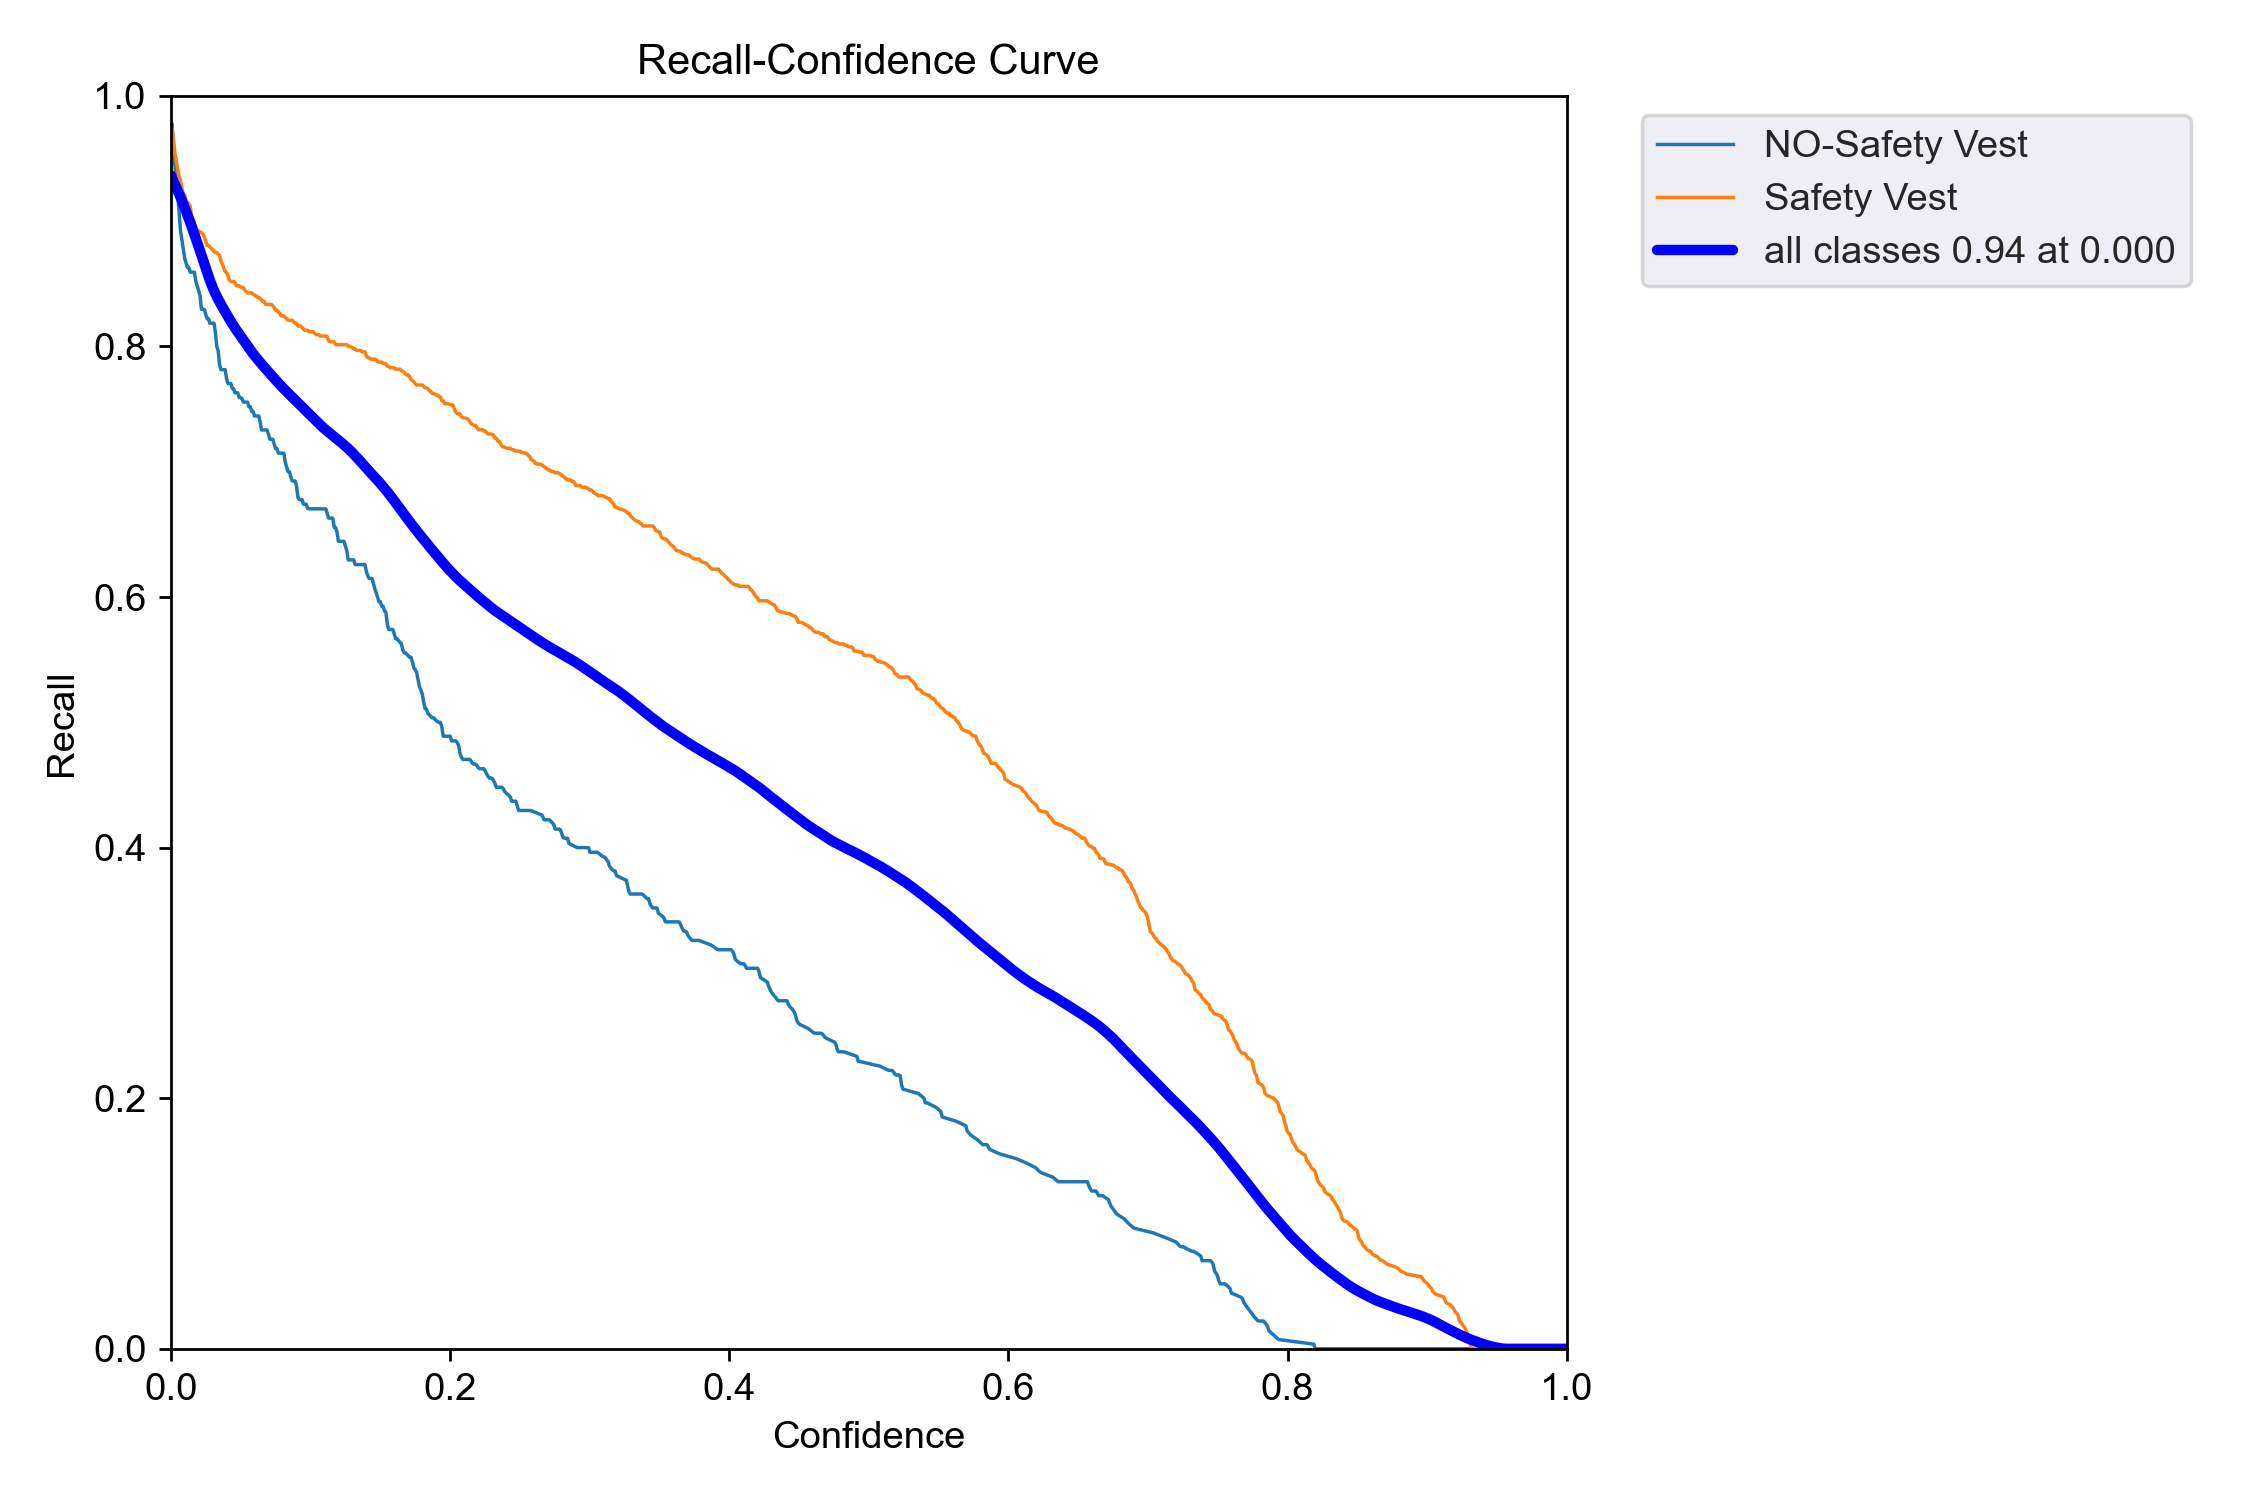 Recall-Confidence Curve
1.0
0.8
0.6
0.4
0.2
0.0
Recall
0.0 0.2 0.4 0.6 0.8 1.0
Confidence
NO-Safety Vest
Safety Vest
all classes 0.94 at 0.000